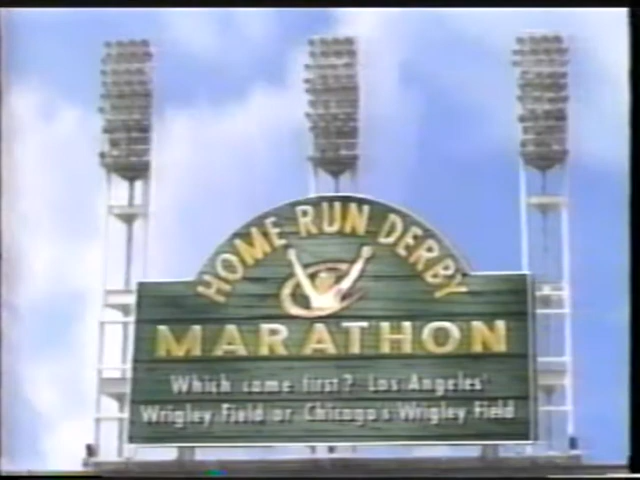 HOME RUN DERBY
MARATHON
Which came first? Los Angeles'
Wrigley Field or Chicago's Wrigley Field